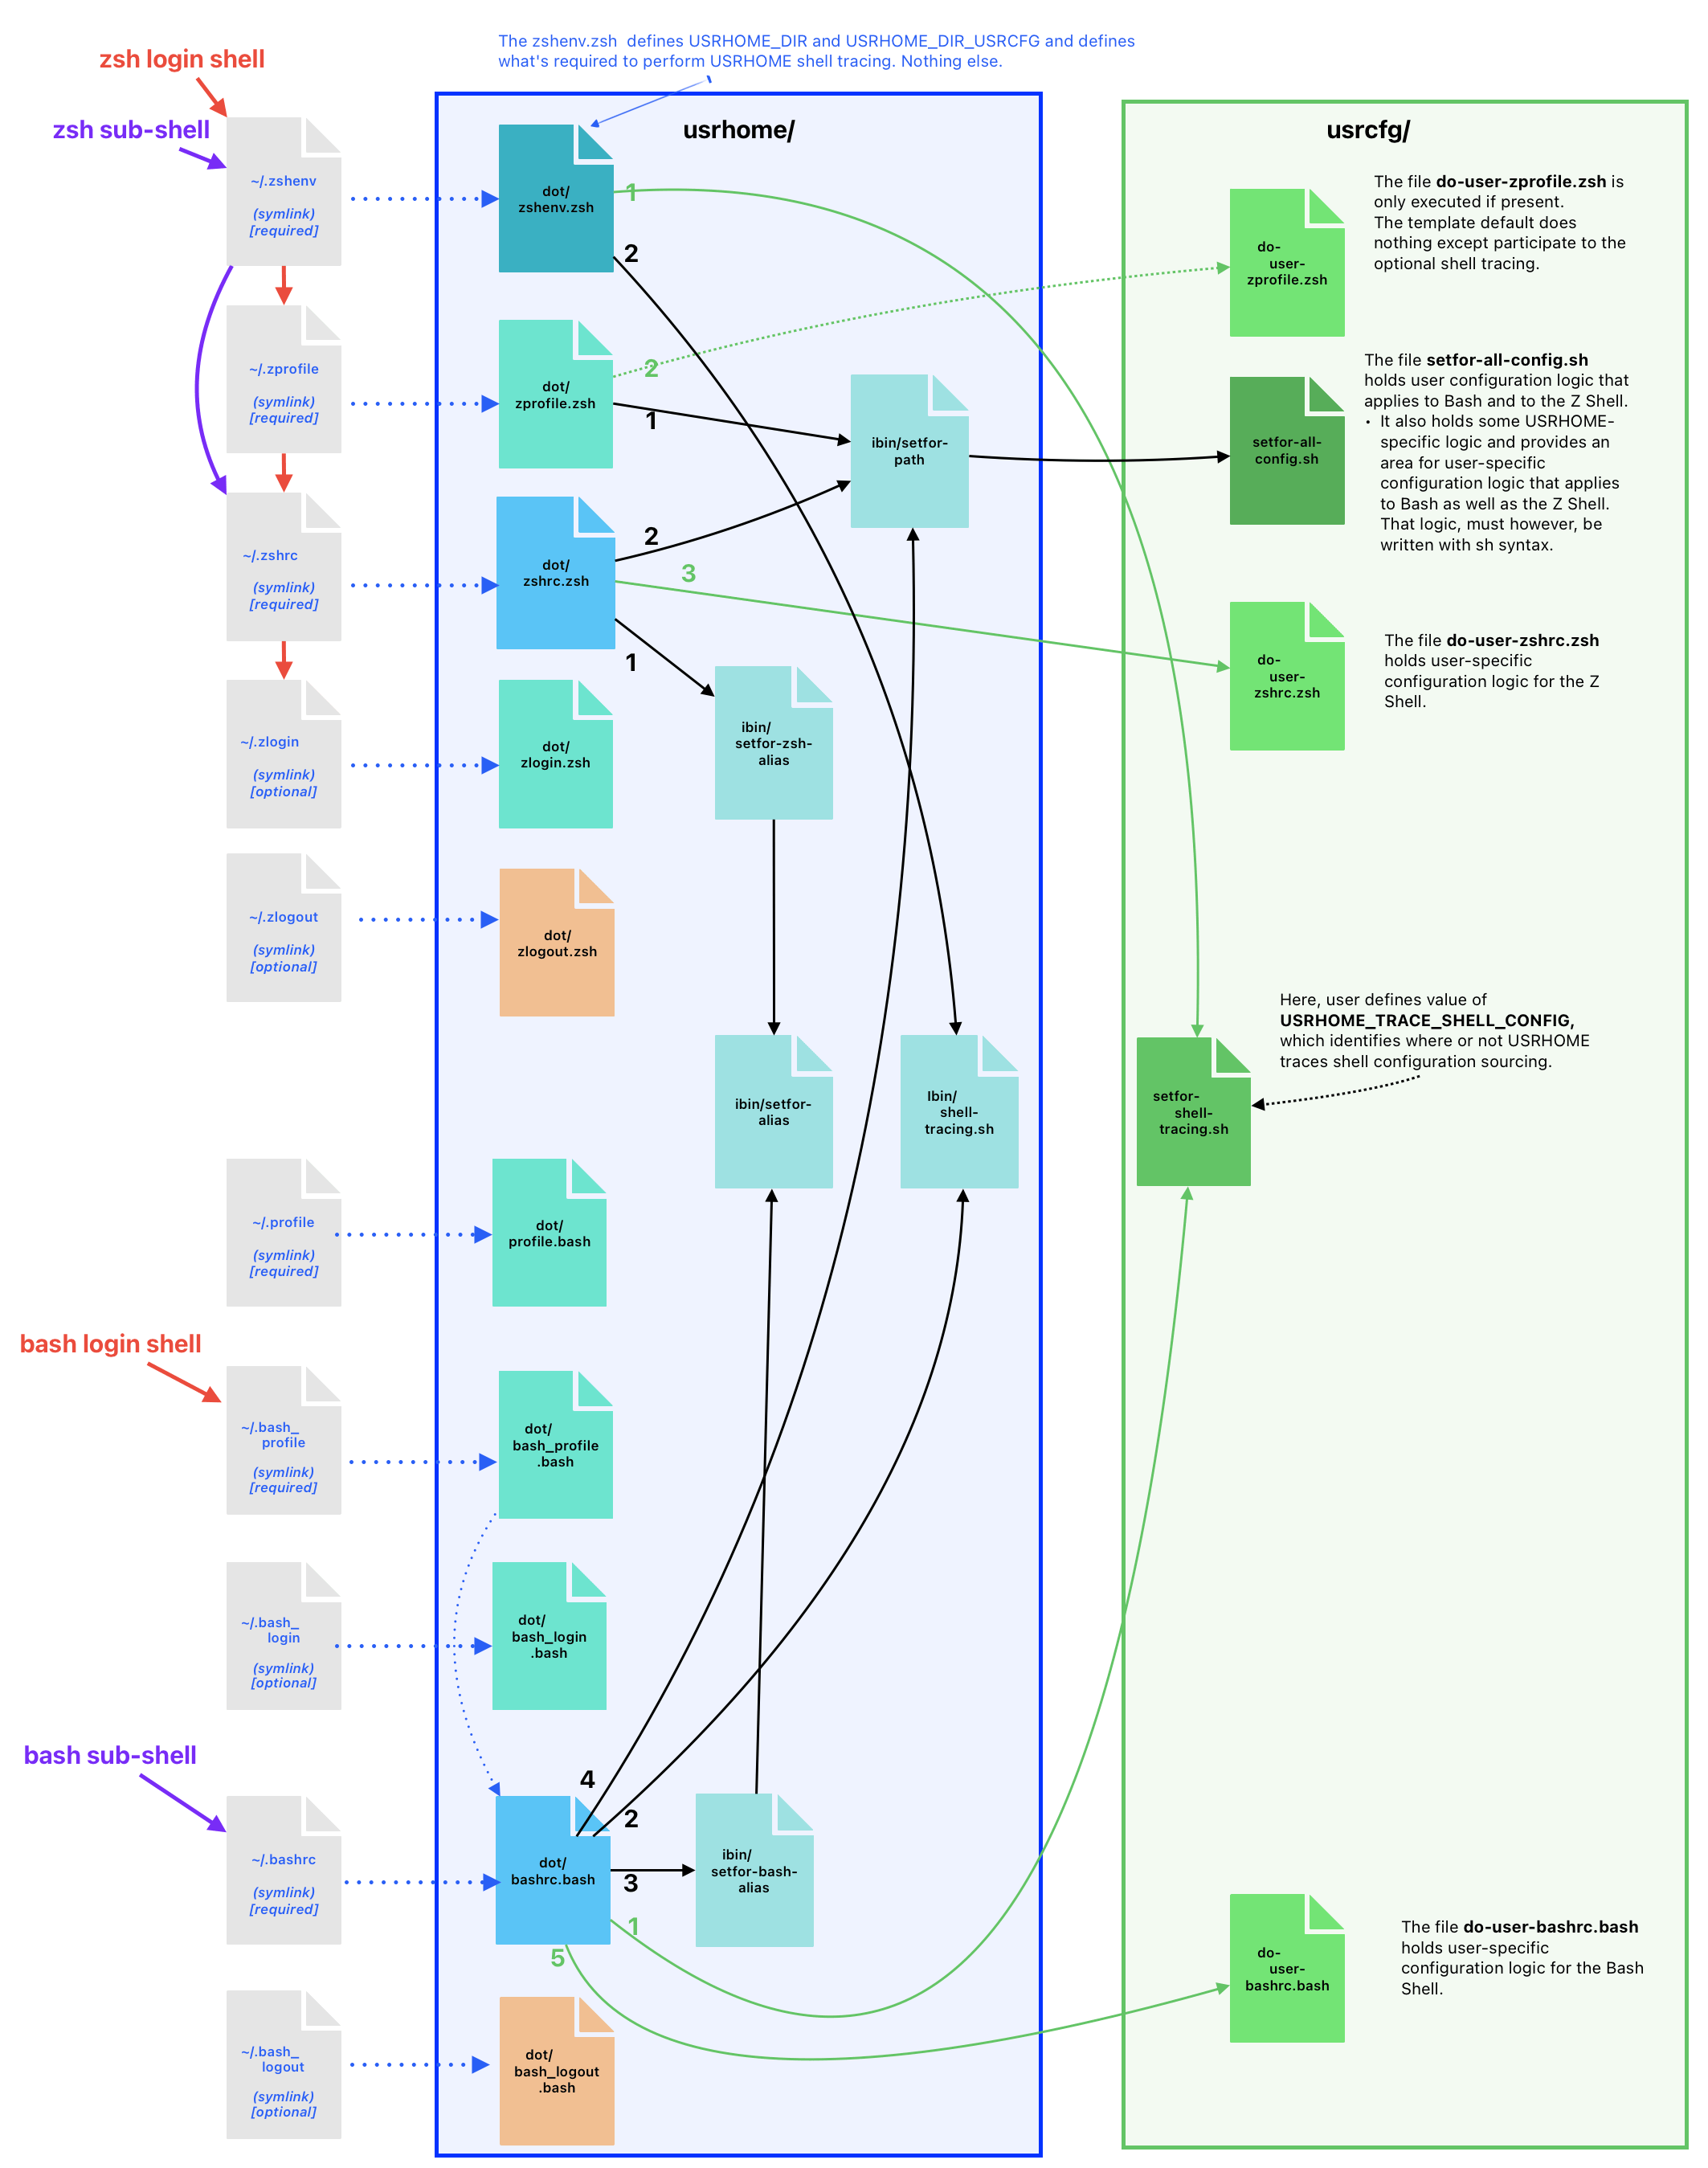 The zshenv.zsh  defines USRHOME_DIR and USRHOME_DIR_USRCFG and defines
what's required to perform USRHOME shell tracing. Nothing else.
zsh login shell
zsh sub-shell
usrhome/
usrcfg/
~/.zshenv
(symlink)
[required]
dot/
zshenv.zsh
1
2
do-
user-
zprofile.zsh
The file do-user-zprofile.zsh is
only executed if present.
The template default does
nothing except participate to the
optional shell tracing.
~/.zprofile
(symlink)
[required]
dot/
zprofile.zsh
2
1
ibin/setfor-
path
setfor-all-
config.sh
The file setfor-all-config.sh
holds user configuration logic that
applies to Bash and to the Z Shell.
• It also holds some USRHOME-
specific logic and provides an
area for user-specific
configuration logic that applies
to Bash as well as the Z Shell.
That logic, must however, be
written with sh syntax.
~/.zshrc
(symlink)
[required]
dot/
zshrc.zsh
2
3
1
do-
user-
zshrc.zsh
The file do-user-zshrc.zsh
holds user-specific
configuration logic for the Z
Shell.
~/.zlogin
(symlink)
[optional]
dot/
zlogin.zsh
ibin/
setfor-zsh-
alias
~/.zlogout
(symlink)
[optional]
dot/
zlogout.zsh
Here, user defines value of
USRHOME_TRACE_SHELL_CONFIG,
which identifies where or not USRHOME
traces shell configuration sourcing.
ibin/setfor-
alias
Ibin/
shell-
tracing.sh
setfor-
shell-
tracing.sh
~/.profile
(symlink)
[required]
dot/
profile.bash
bash login shell
~/.bash_
profile
(symlink)
[required]
dot/
bash_profile
.bash
~/.bash_
login
(symlink)
[optional]
dot/
bash_login
.bash
bash sub-shell
~/.bashrc
(symlink)
[required]
dot/
bashrc.bash
4
2
3
1
5
ibin/
setfor-bash-
alias
do-
user-
bashrc.bash
The file do-user-bashrc.bash
holds user-specific
configuration logic for the Bash
Shell.
~/.bash_
logout
(symlink)
[optional]
dot/
bash_logout
.bash